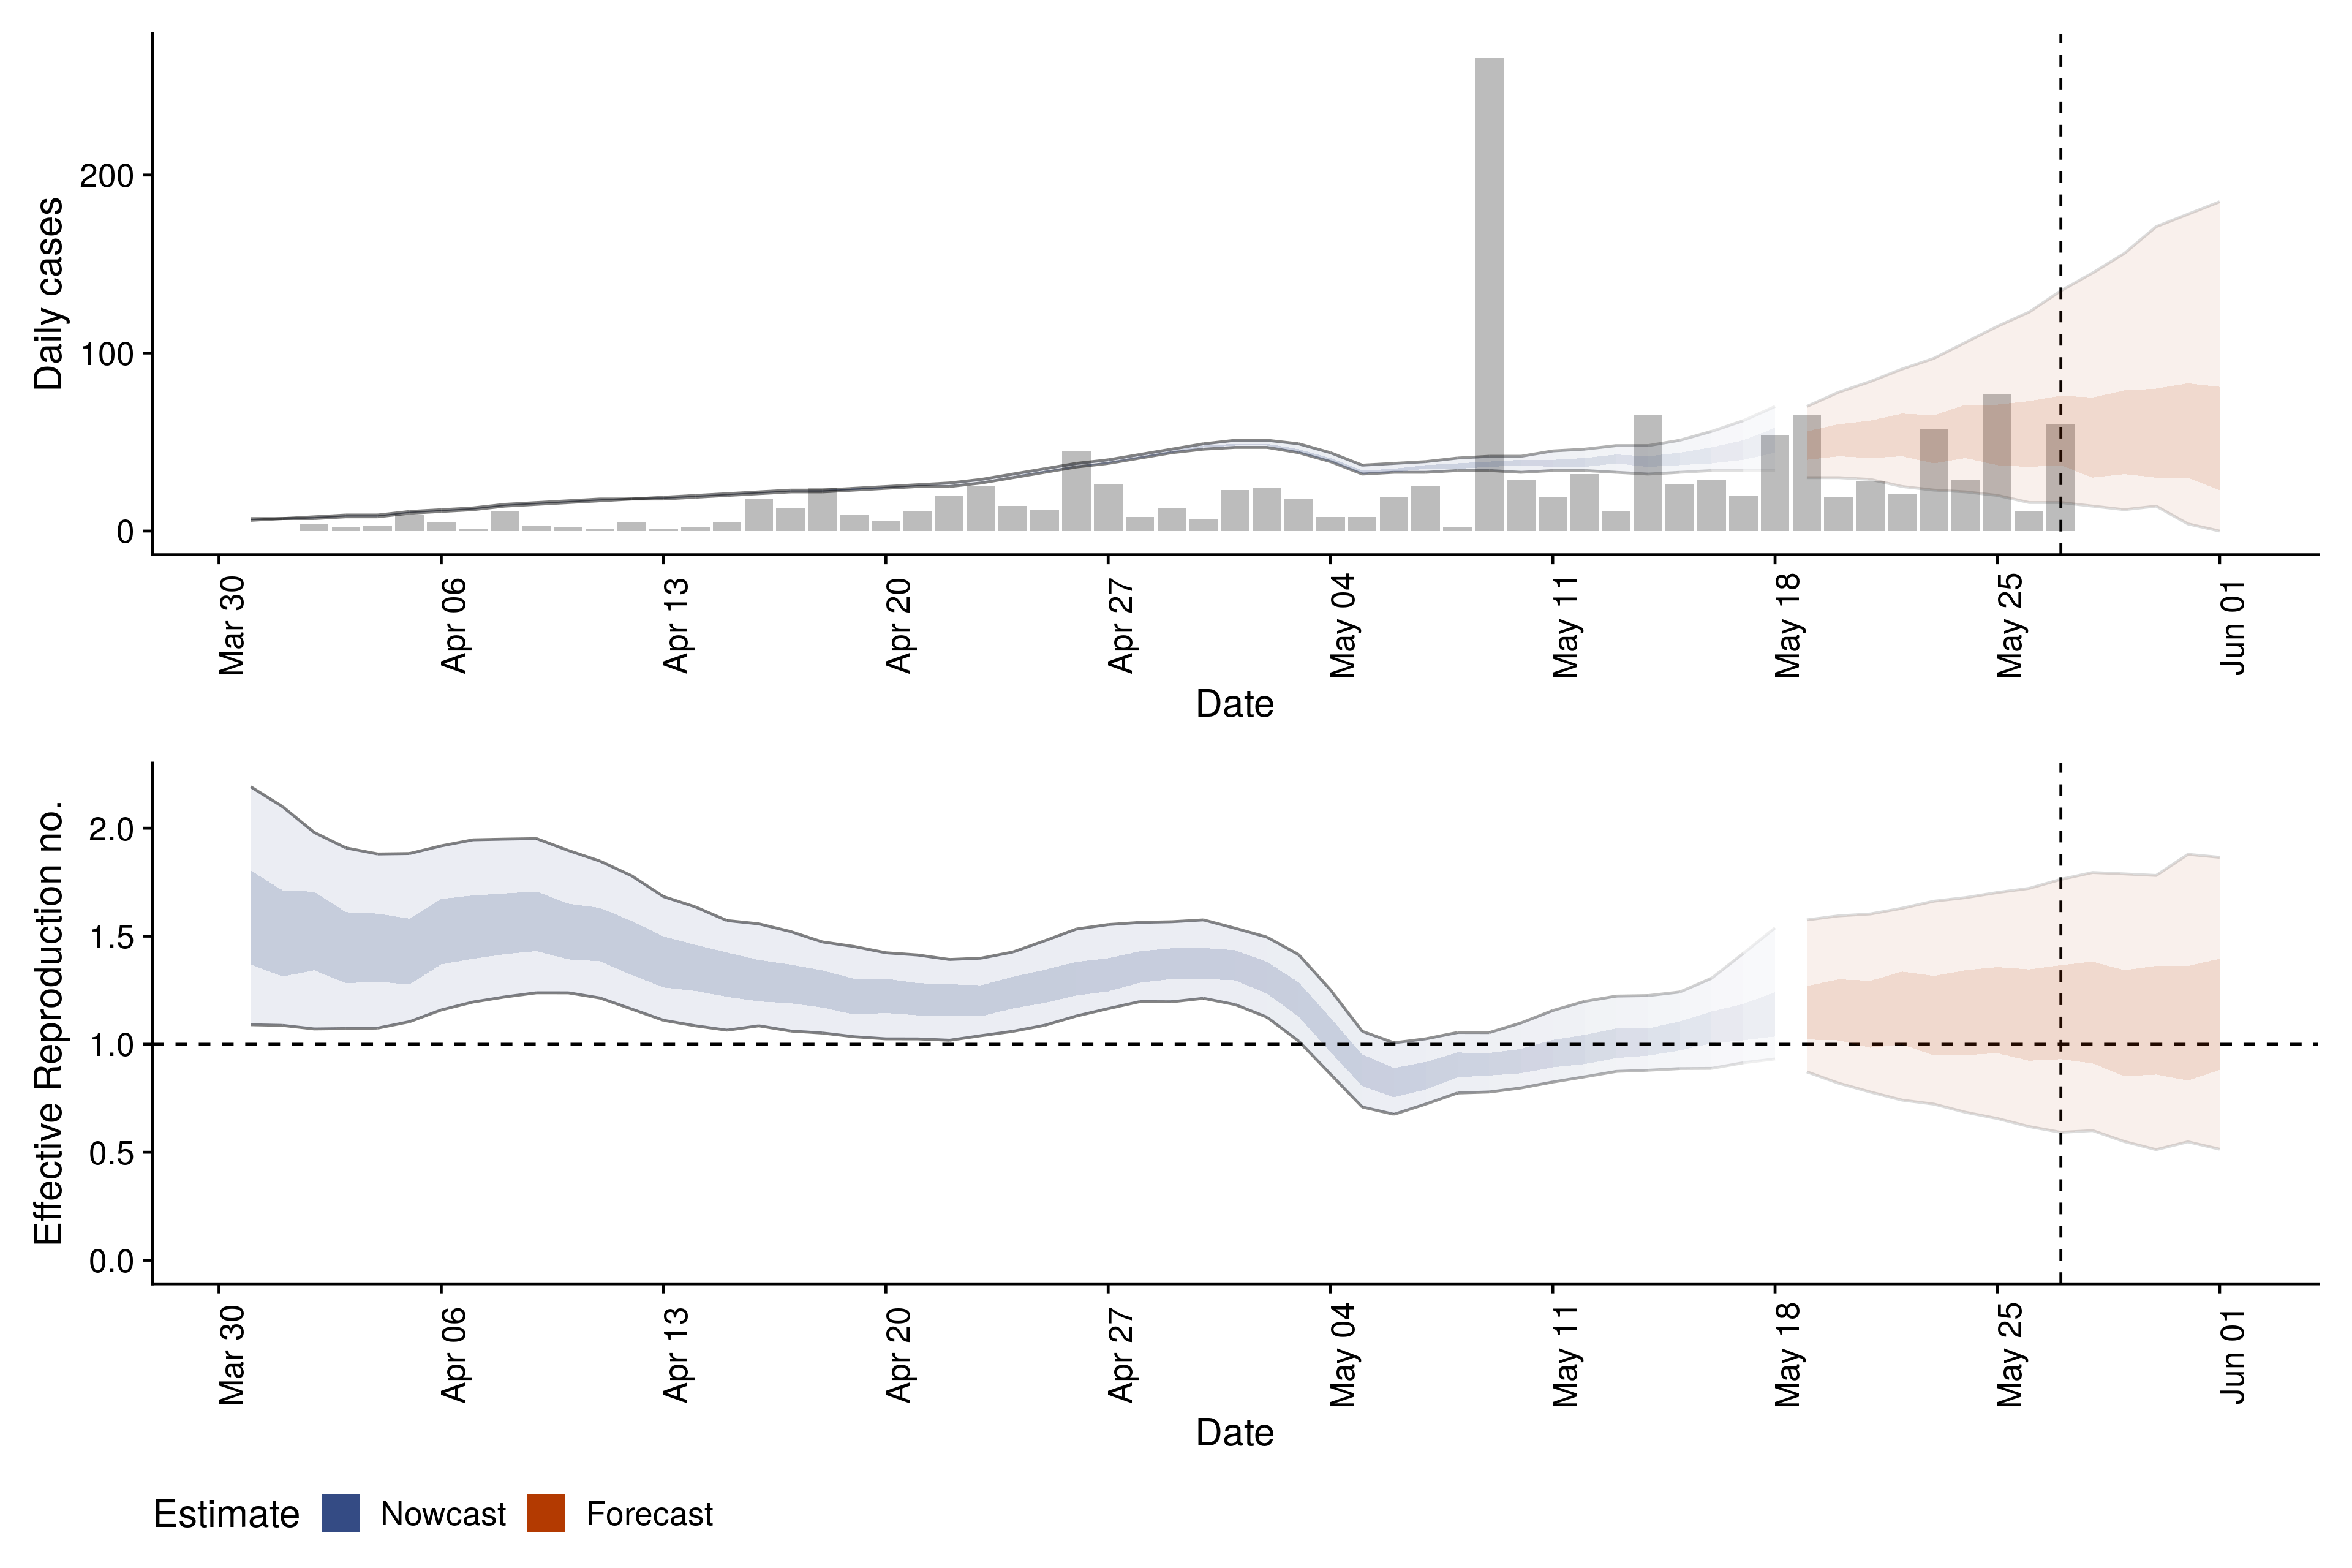 Daily cases
200
100
0
Mar 30
Apr 06
Apr 13
Apr 20
Apr 27
May 04
May 11
May 18
May 25
Jun 01
Date
Effective Reproduction no.
2.0
1.5
1.0
0.5
0.0
Mar 30
Apr 06
Apr 13
Apr 20
Apr 27
May 04
May 11
May 18
May 25
Jun 01
Date
Estimate Nowcast Forecast